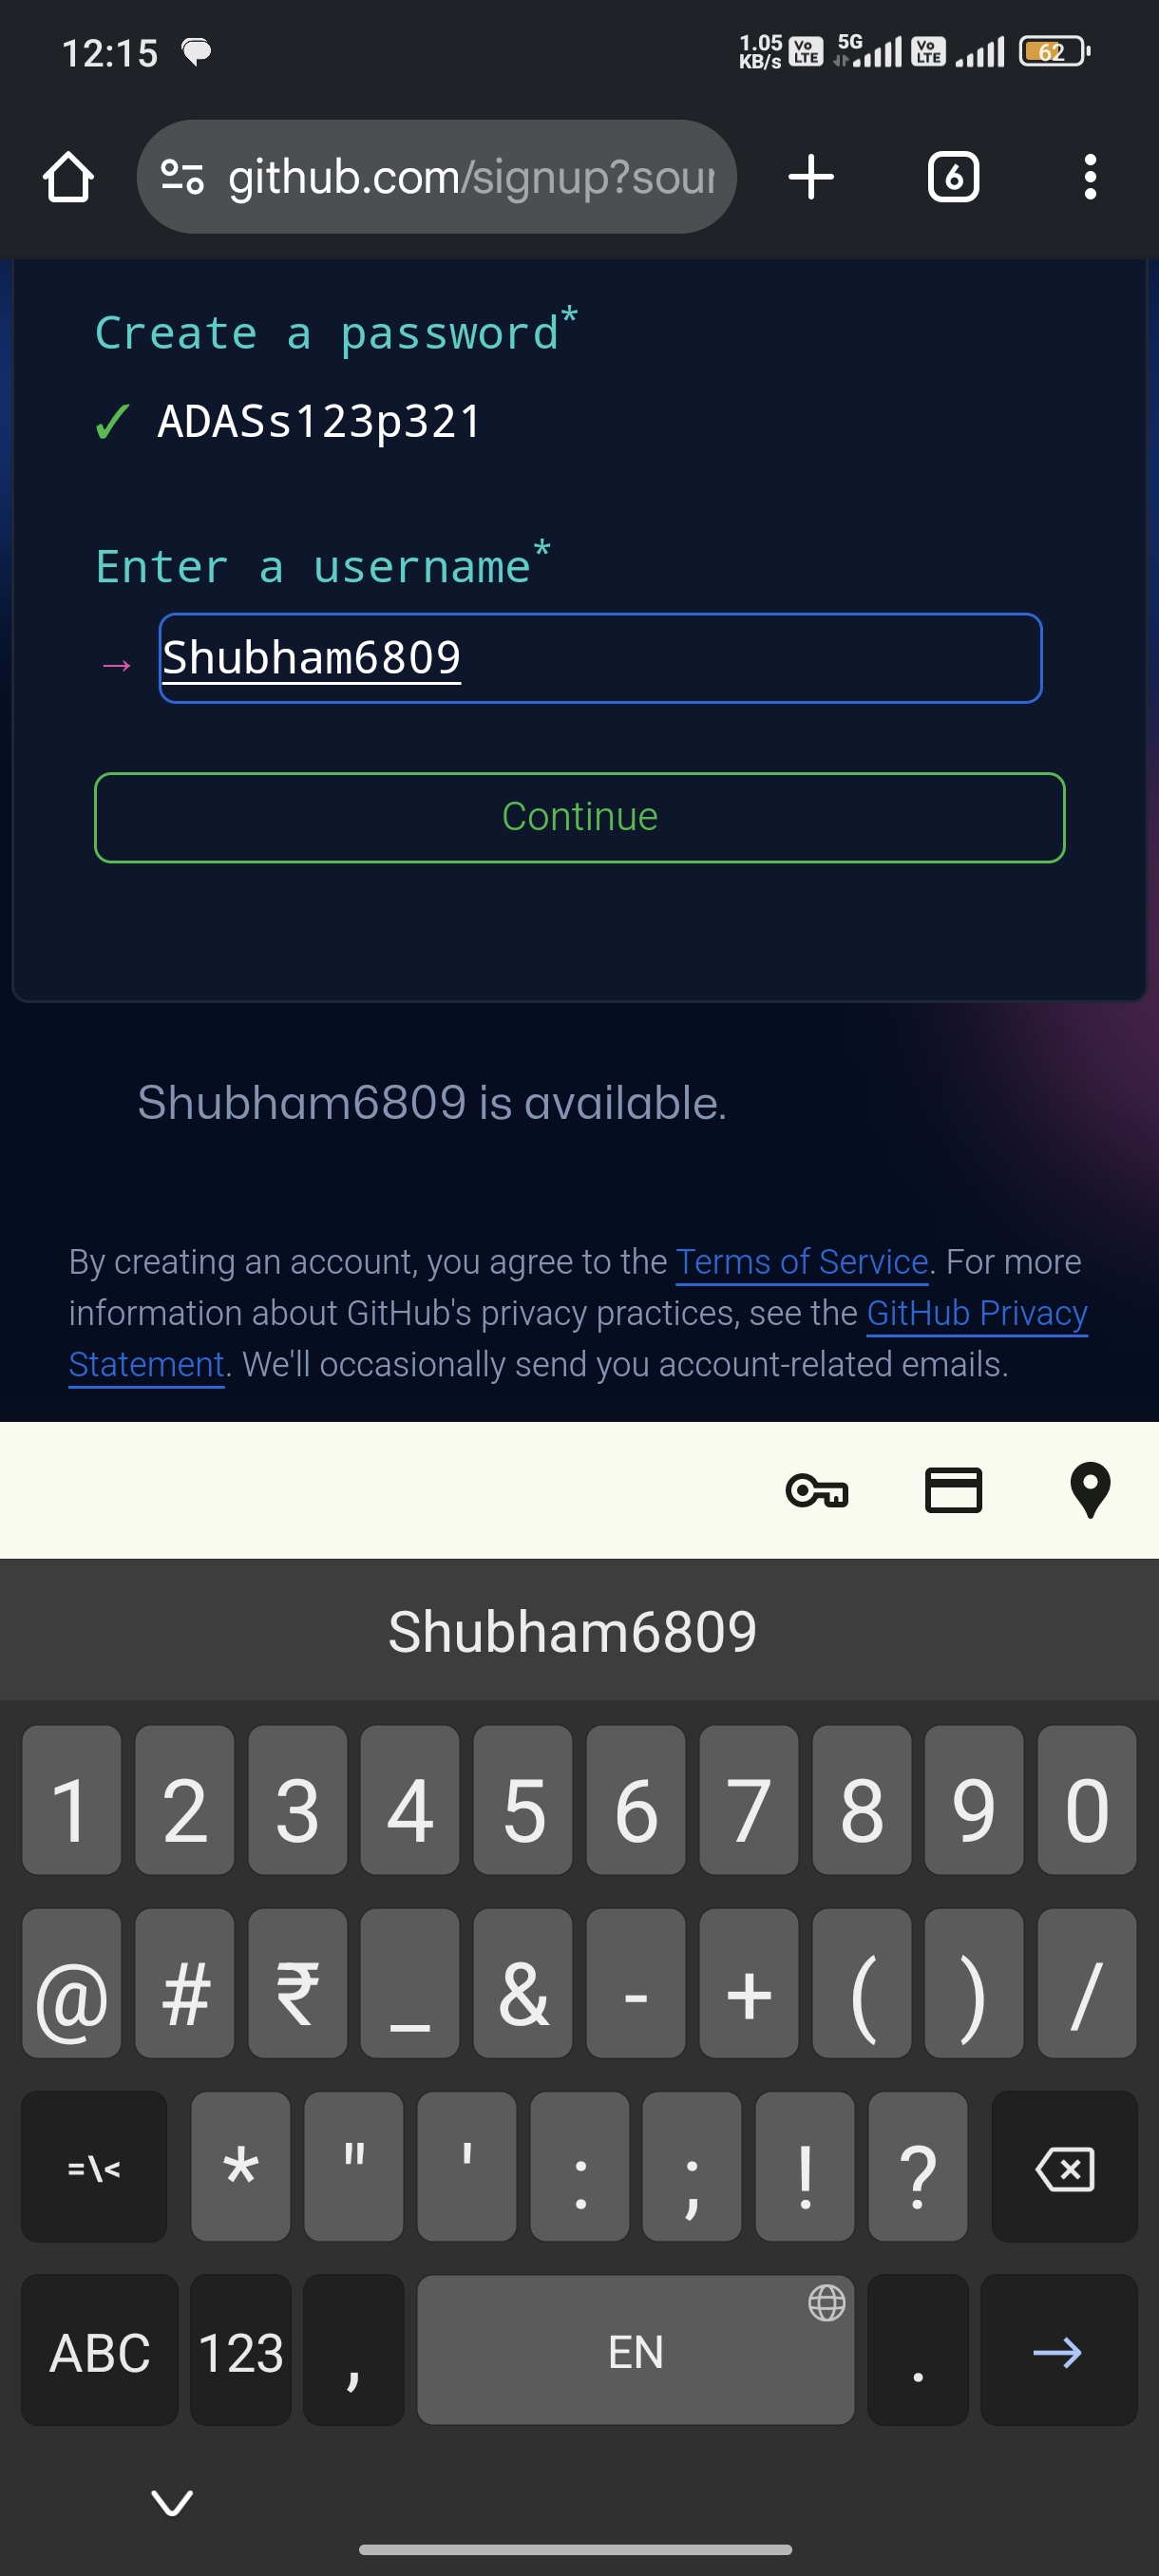 12:15 1.05 KB/s Vo LTE 5G Vo LTE 62
github.com/signup?sour 6
Create a password*
✓ ADASs123p321
Enter a username*
→ Shubham6809
Continue
Shubham6809 is available.
By creating an account, you agree to the Terms of Service. For more
information about GitHub's privacy practices, see the GitHub Privacy
Statement. We'll occasionally send you account-related emails.
Shubham6809
1 2 3 4 5 6 7 8 9 0
@ # ₹ _ & - + ( ) /
=\< * " ' : ; ! ?
ABC 123 , EN . →